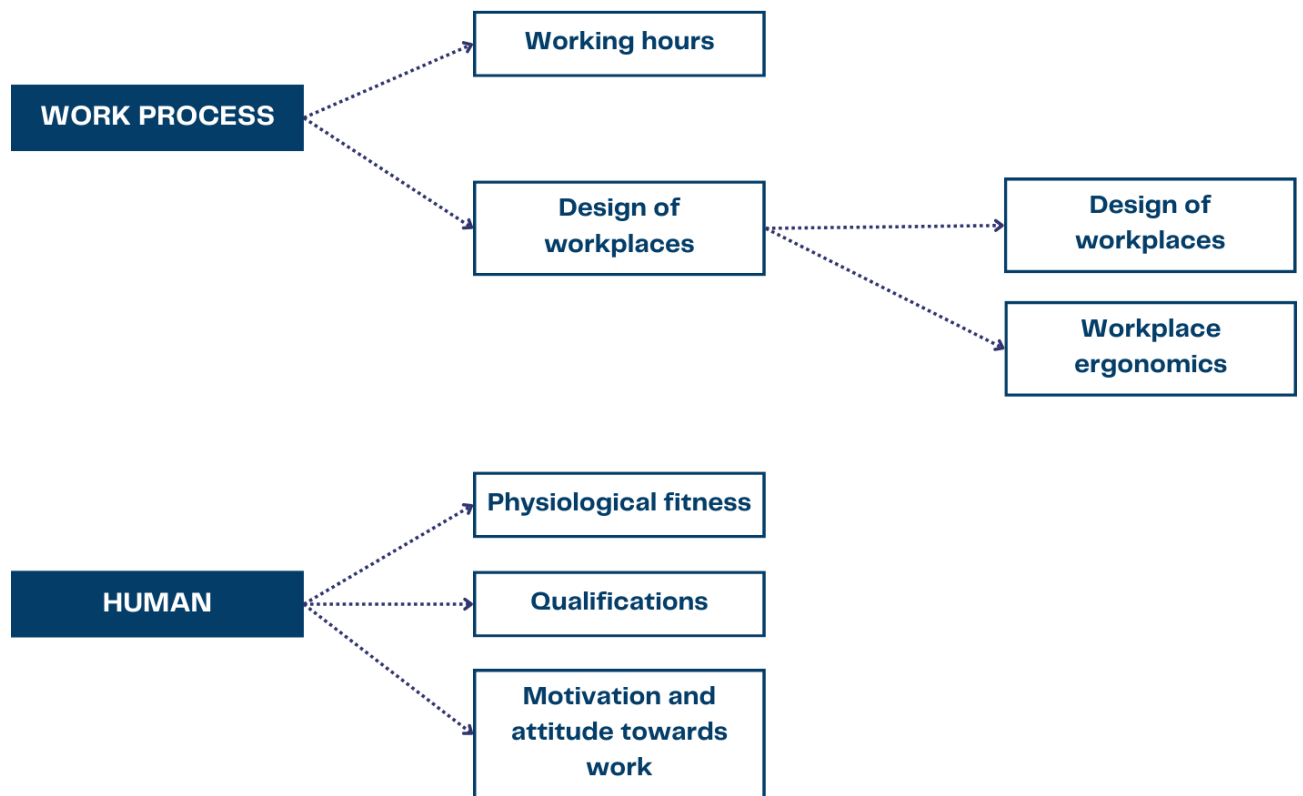 Working hours
WORK PROCESS
Design of
workplaces
Design of
workplaces
Workplace
ergonomics
Physiological fitness
HUMAN
Qualifications
Motivation and
attitude towards
work